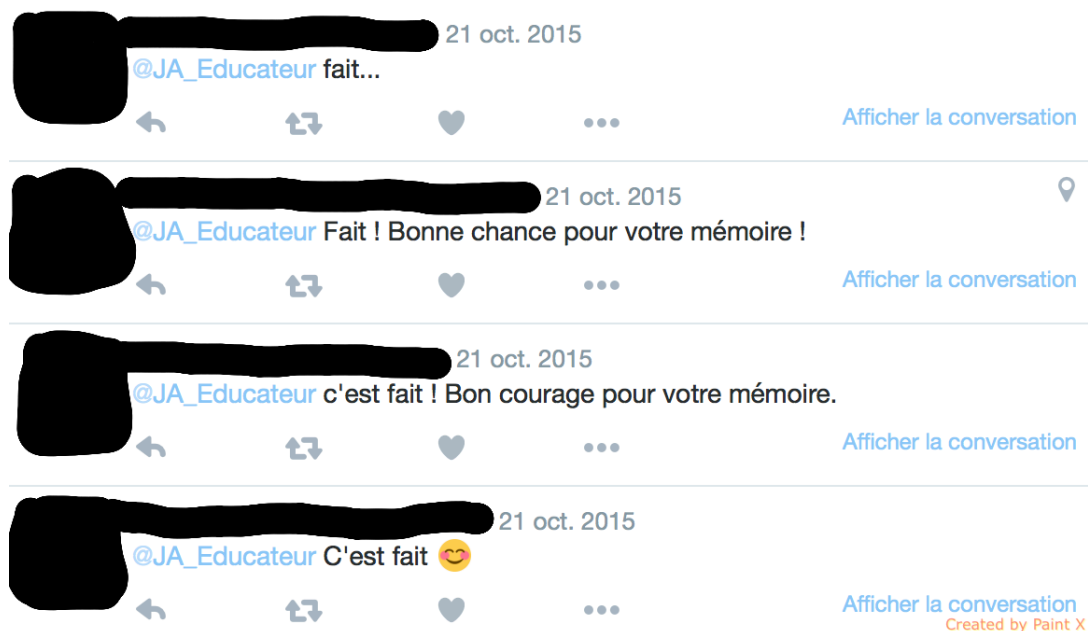 21 oct. 2015
@JA_Educateur fait...
Afficher la conversation
21 oct. 2015
@JA_Educateur Fait ! Bonne chance pour votre mémoire !
Afficher la conversation
21 oct. 2015
@JA_Educateur c'est fait ! Bon courage pour votre mémoire.
Afficher la conversation
21 oct. 2015
@JA_Educateur C'est fait 😊
Afficher la conversation
Created by Paint X